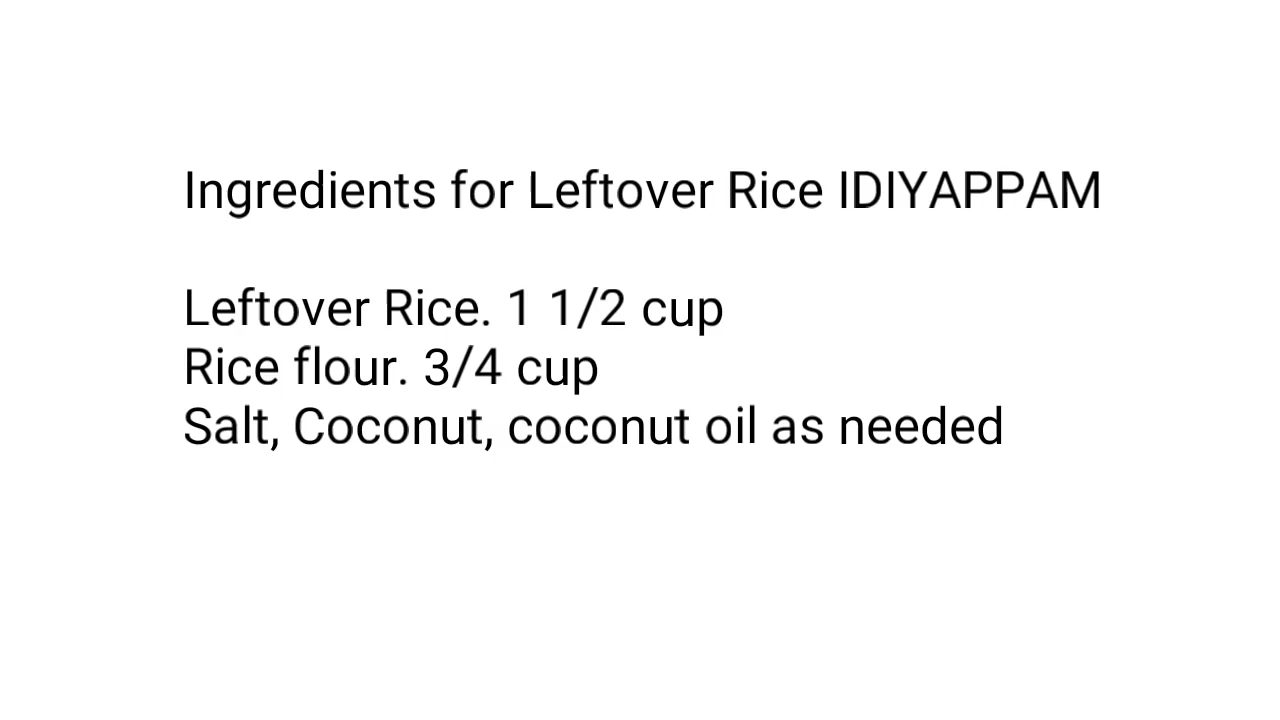 Ingredients for Leftover Rice IDIYAPPAM
Leftover Rice. 1 1/2 cup
Rice flour. 3/4 cup
Salt, Coconut, coconut oil as needed